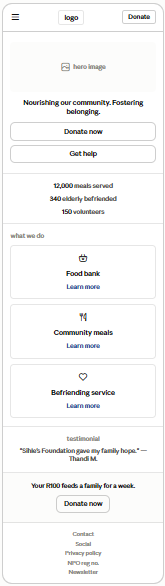 logo
Donate
hero image
Nourishing our community. Fostering
belonging.
Donate now
Get help
12,000 meals served
340 elderly befriended
150 volunteers
what we do
Food bank
Learn more
Community meals
Learn more
Befriending service
Learn more
testimonial
"Sihle's Foundation gave my family hope." —
Thandi M.
Your R100 feeds a family for a week.
Donate now
Contact
Social
Privacy policy
NPO reg no.
Newsletter